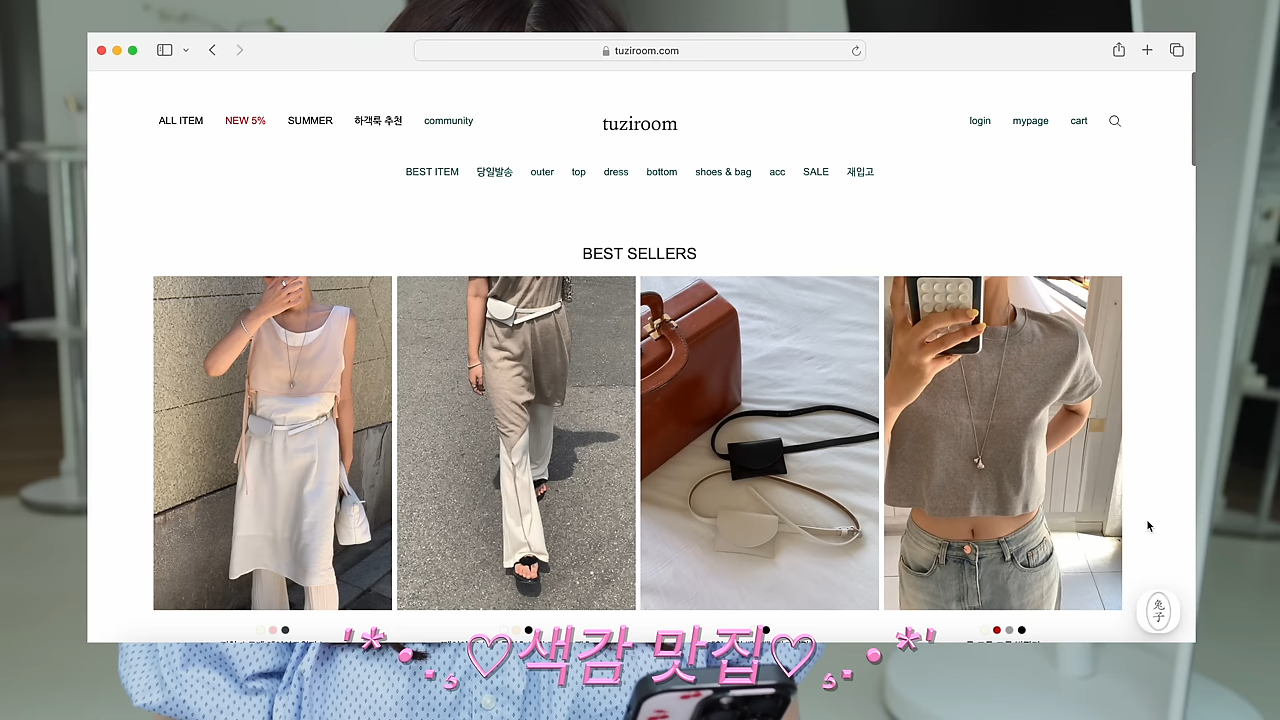 tuziroom.com
ALL ITEM NEW 5% SUMMER 하객룩 추천 community tuziroom login mypage cart
BEST ITEM 당일발송 outer top dress bottom shoes & bag acc SALE 재입고
BEST SELLERS
兔子
'*•.¸♡색감 맛집♡¸.•*'